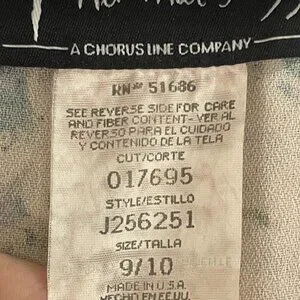 A CHORUS LINE COMPANY
RN# 51686
SEE REVERSE SIDE FOR CARE
AND FIBER CONTENT-VER AL
REVERSO PARA EL CUIDADO
Y CONTENIDO DE LA TELA
CUT/CORTE
017695
STYLE/ESTILLO
J256251
SIZE/TALLA
9/10
MADE IN U.S.A.
HECHO EN EE.UU.